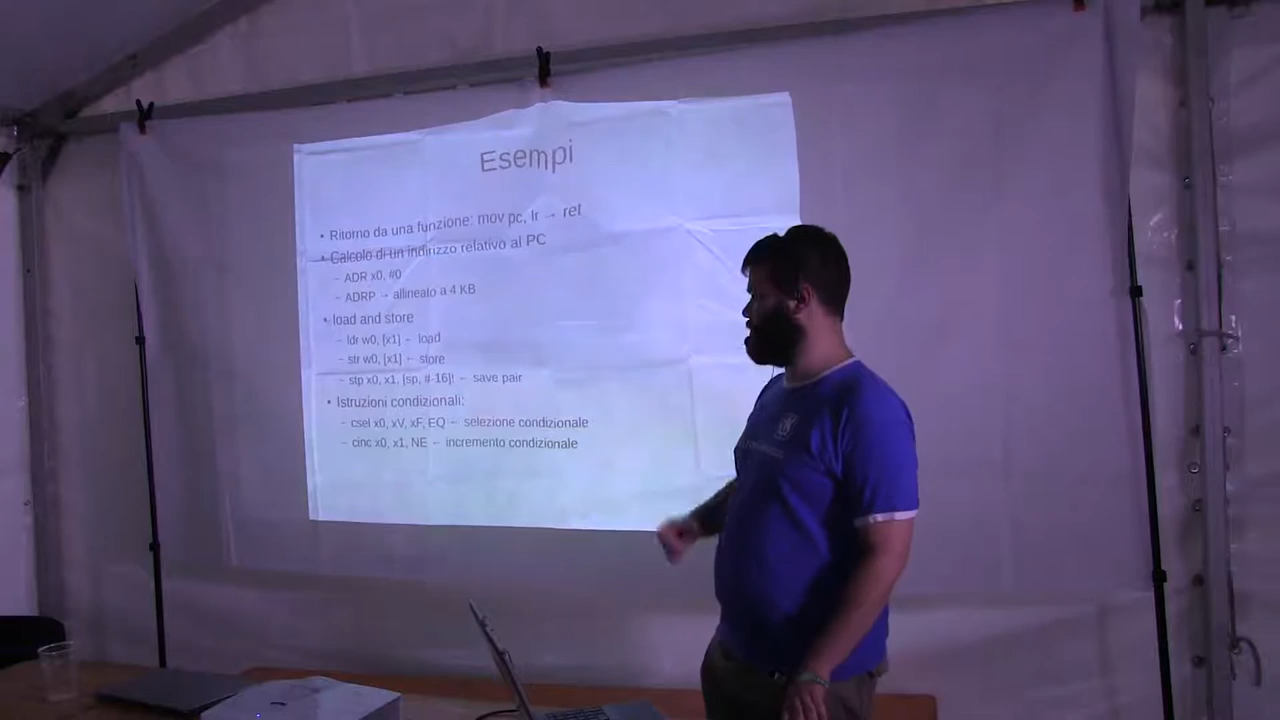 Esempi
• Ritorno da una funzione: mov pc, lr → ret
• Calcolo di un indirizzo relativo al PC
– ADR x0, #0
– ADRP → allineato a 4 KB
• load and store
– ldr w0, [x1] ← load
– str w0, [x1] ← store
– stp x0, x1, [sp, #-16]! ← save pair
• Istruzioni condizionali:
– csel x0, xV, xF, EQ ← selezione condizionale
– cinc x0, x1, NE ← incremento condizionale